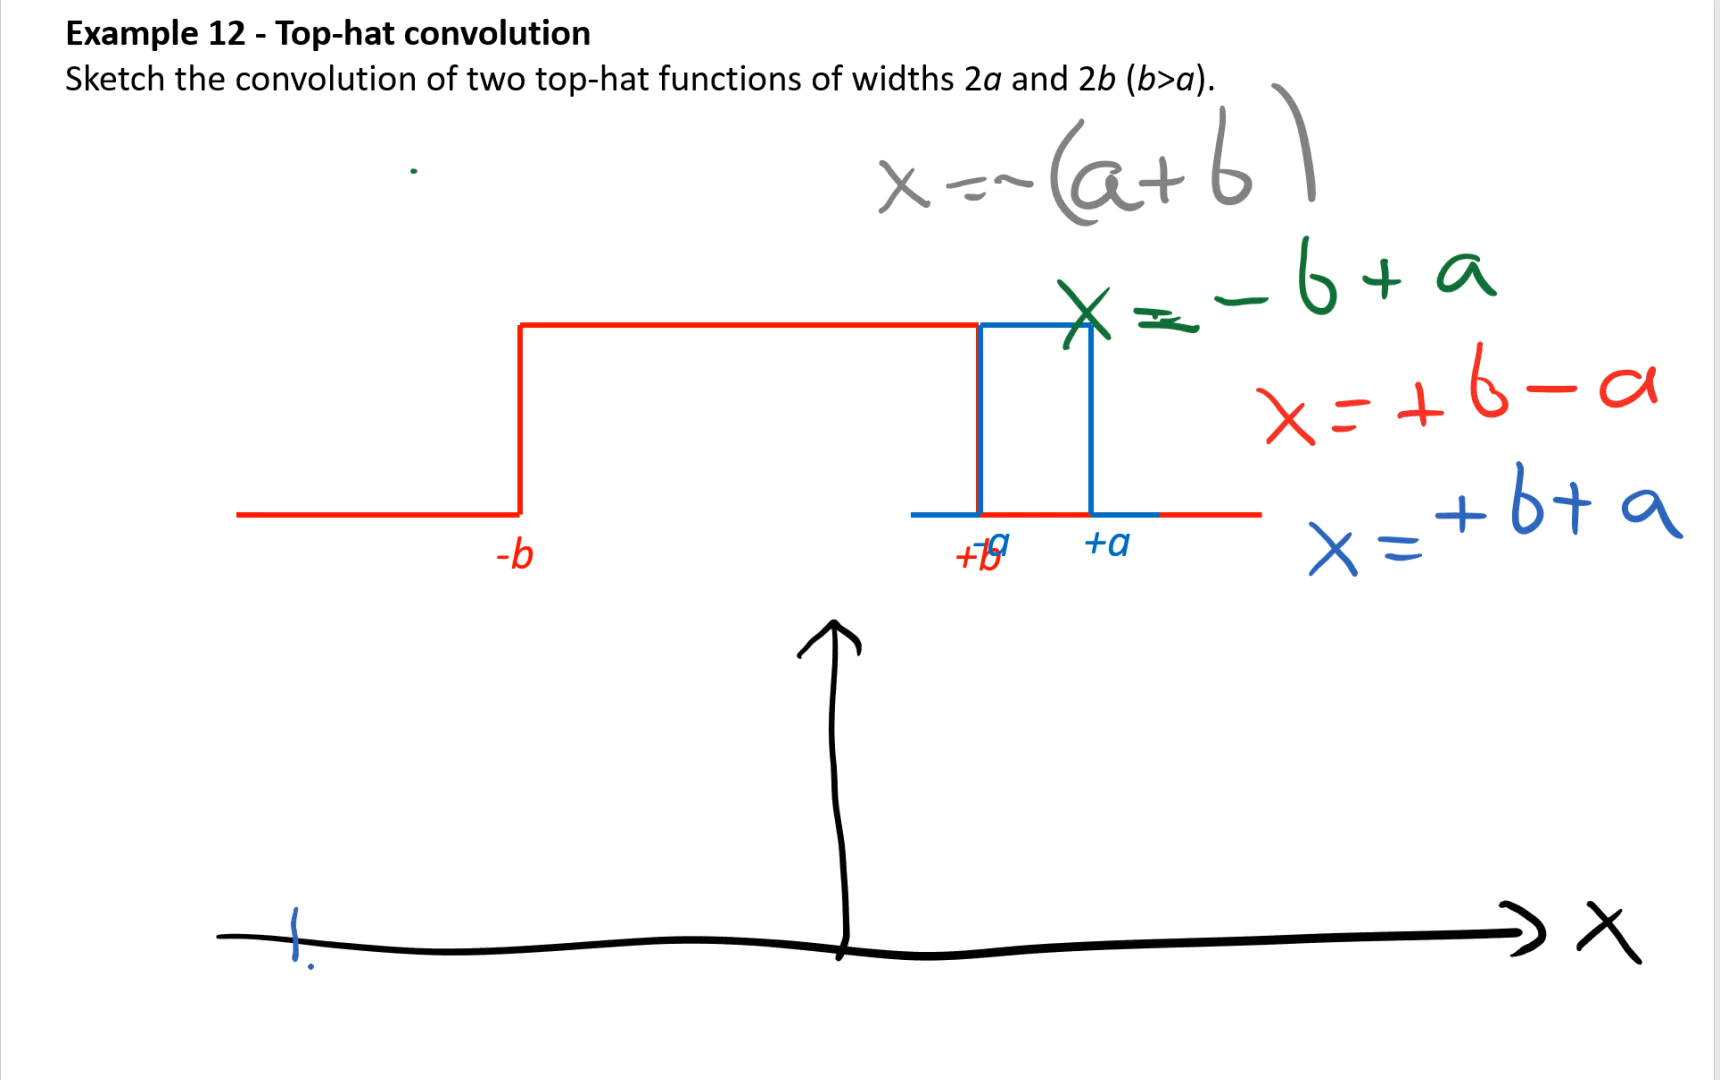 Example 12 - Top-hat convolution
Sketch the convolution of two top-hat functions of widths 2a and 2b (b>a).
x=-(a+b)
x=-b+a
x=+b-a
x=+b+a
-b +b -a +a
x